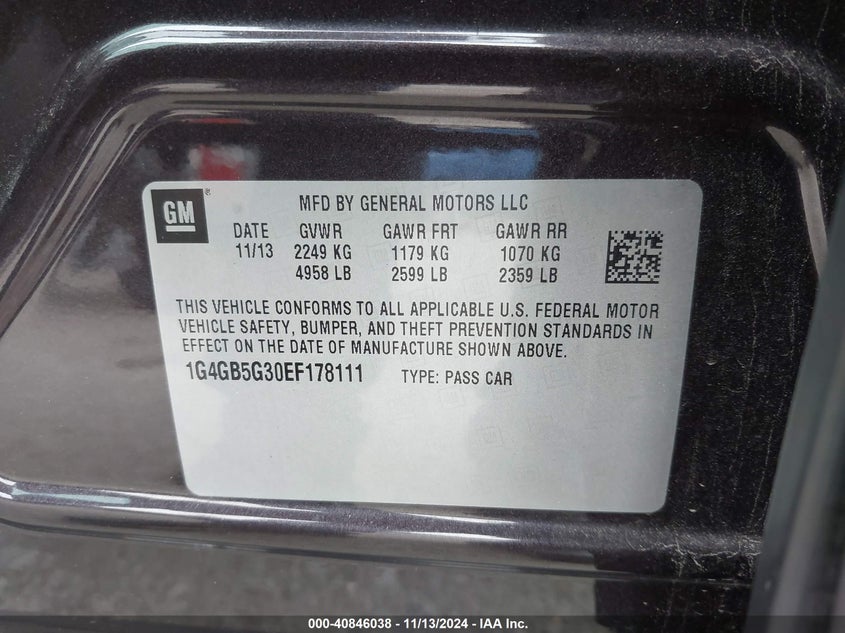 GM
®
MFD BY GENERAL MOTORS LLC
DATE GVWR GAWR FRT GAWR RR
11/13 2249 KG 1179 KG 1070 KG
4958 LB 2599 LB 2359 LB
THIS VEHICLE CONFORMS TO ALL APPLICABLE U.S. FEDERAL MOTOR
VEHICLE SAFETY, BUMPER, AND THEFT PREVENTION STANDARDS IN
EFFECT ON THE DATE OF MANUFACTURE SHOWN ABOVE.
1G4GB5G30EF178111 TYPE: PASS CAR
000-40846038 - 11/13/2024 - IAA Inc.